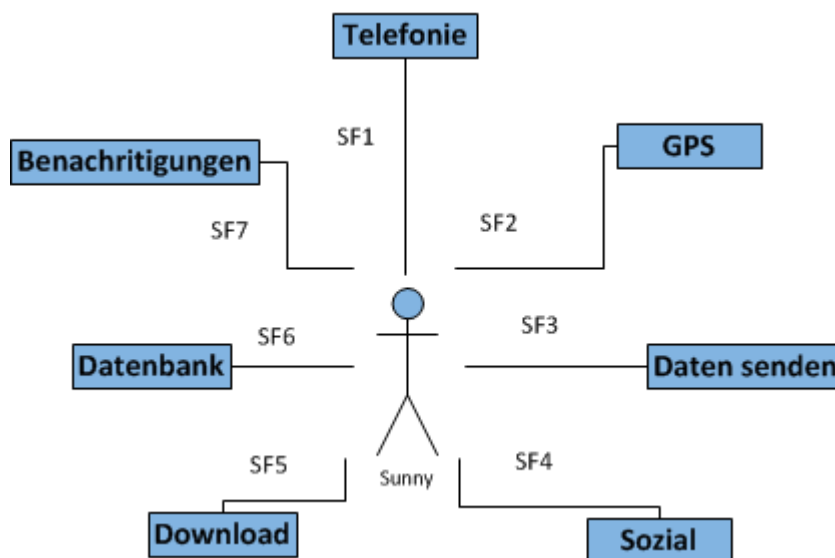 Telefonie
SF1
GPS
Benachritigungen
SF7
SF2
SF6
SF3
Datenbank
Daten senden
SF5
SF4
Sunny
Download
Sozial